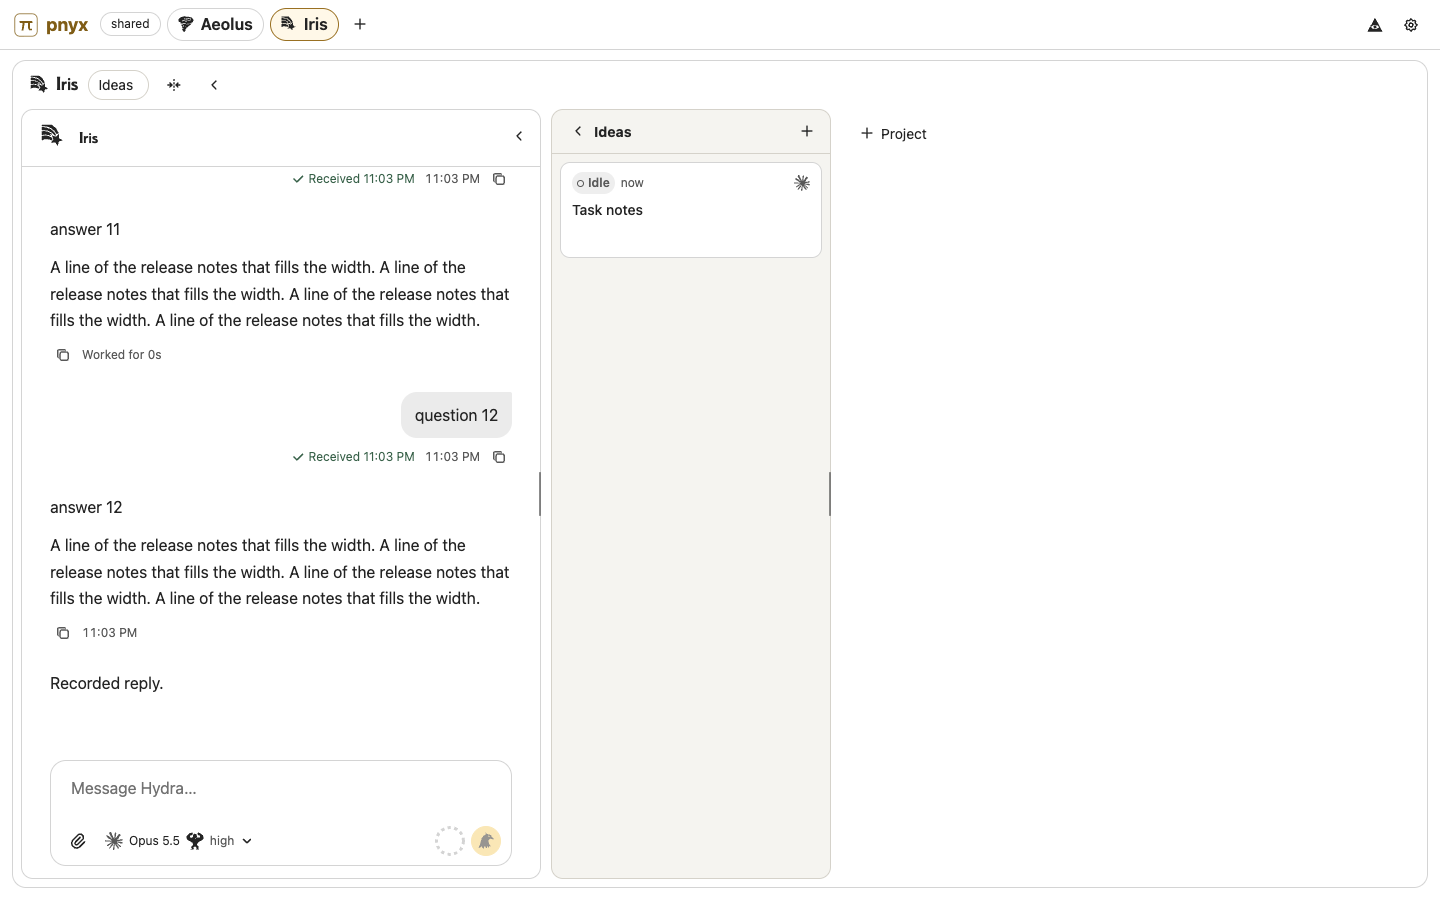 π pnyx
shared
Aeolus
Iris
Iris
Ideas
Iris
Received 11:03 PM 11:03 PM
answer 11
A line of the release notes that fills the width. A line of the
release notes that fills the width. A line of the release notes that
fills the width. A line of the release notes that fills the width.
Worked for 0s
question 12
Received 11:03 PM 11:03 PM
answer 12
A line of the release notes that fills the width. A line of the
release notes that fills the width. A line of the release notes that
fills the width. A line of the release notes that fills the width.
11:03 PM
Recorded reply.
Message Hydra...
Opus 5.5 high
Ideas
Idle now
Task notes
Project